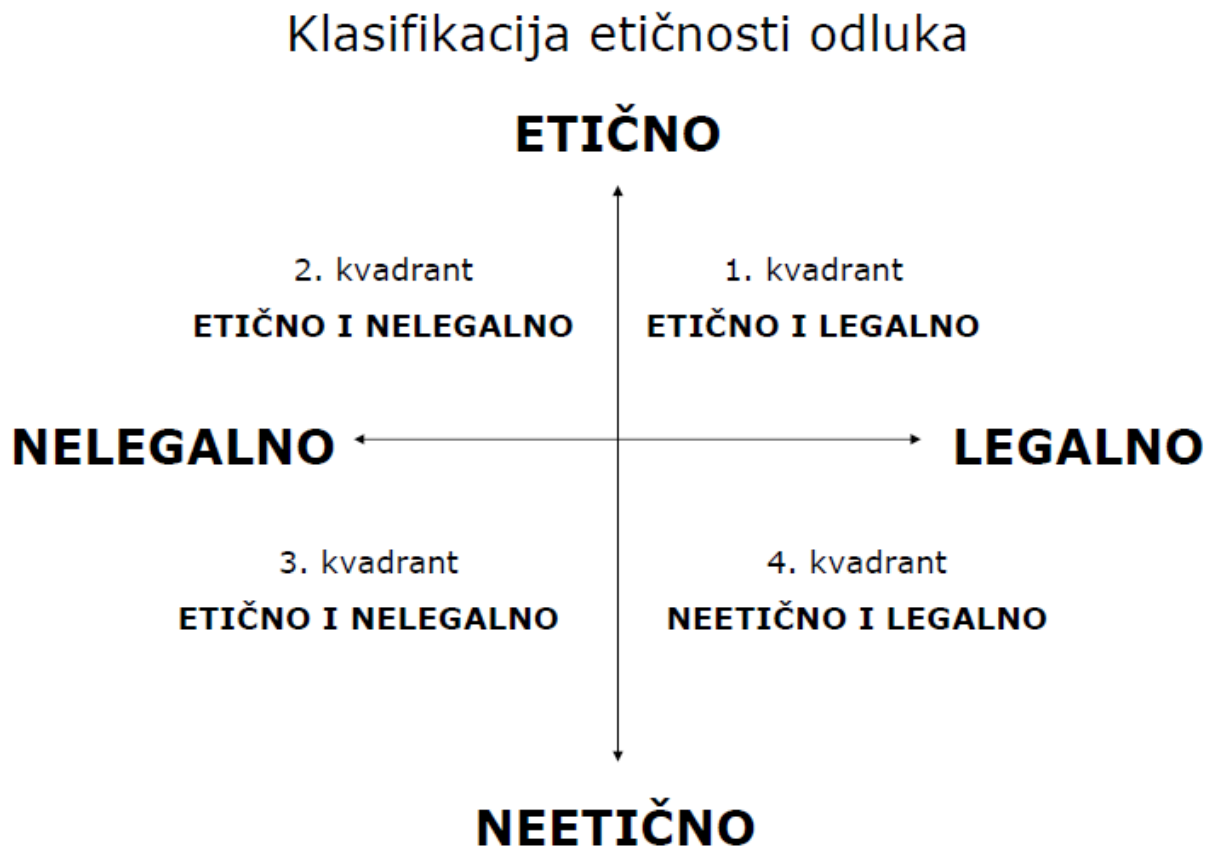 Klasifikacija etičnosti odluka
ETIČNO
2. kvadrant
ETIČNO I NELEGALNO
1. kvadrant
ETIČNO I LEGALNO
NELEGALNO
LEGALNO
3. kvadrant
ETIČNO I NELEGALNO
4. kvadrant
NEETIČNO I LEGALNO
NEETIČNO